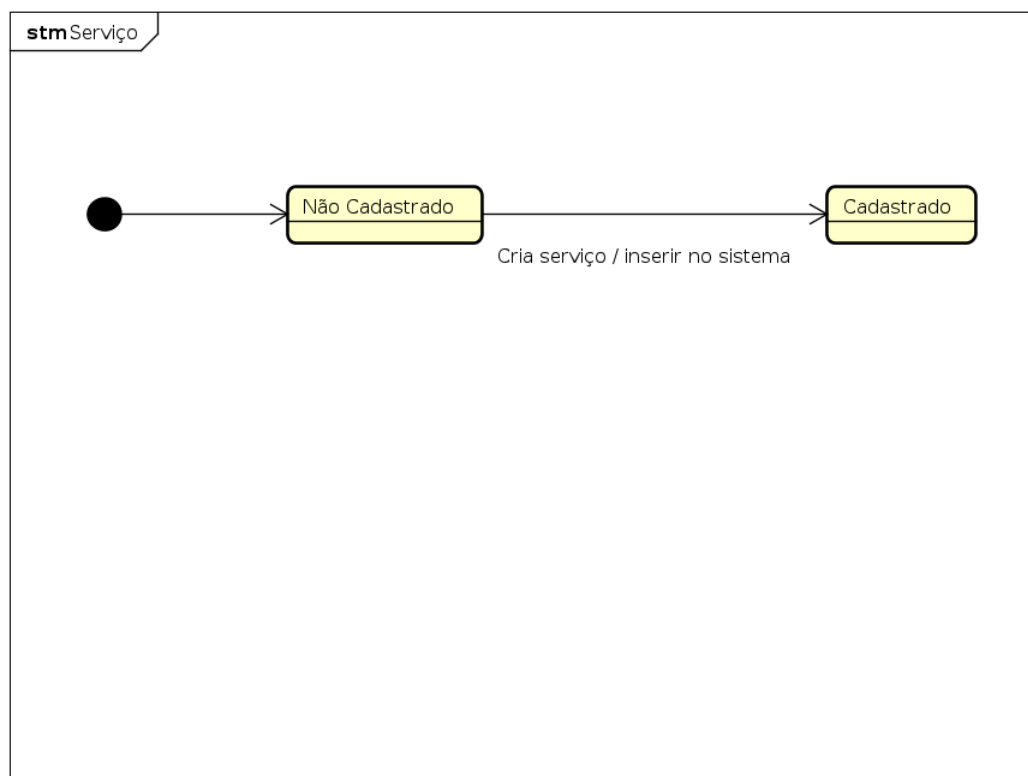 stm Serviço
Não Cadastrado
Cadastrado
Cria serviço / inserir no sistema